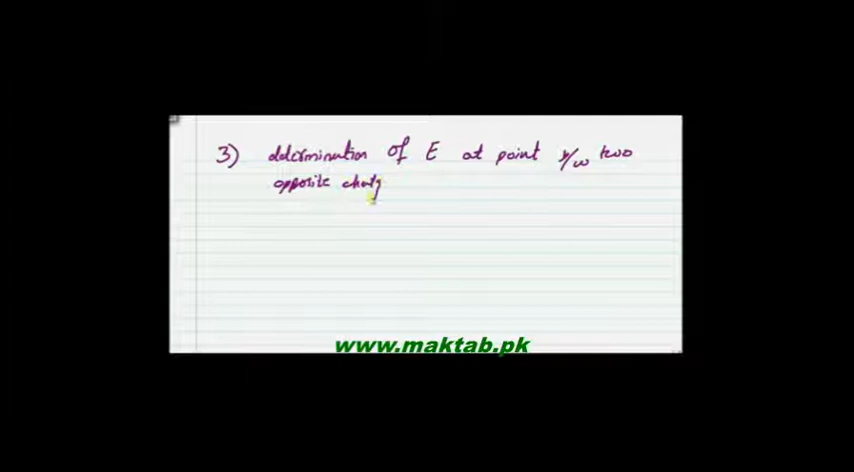 3) determination of E at point b/w two
opposite charg
www.maktab.pk